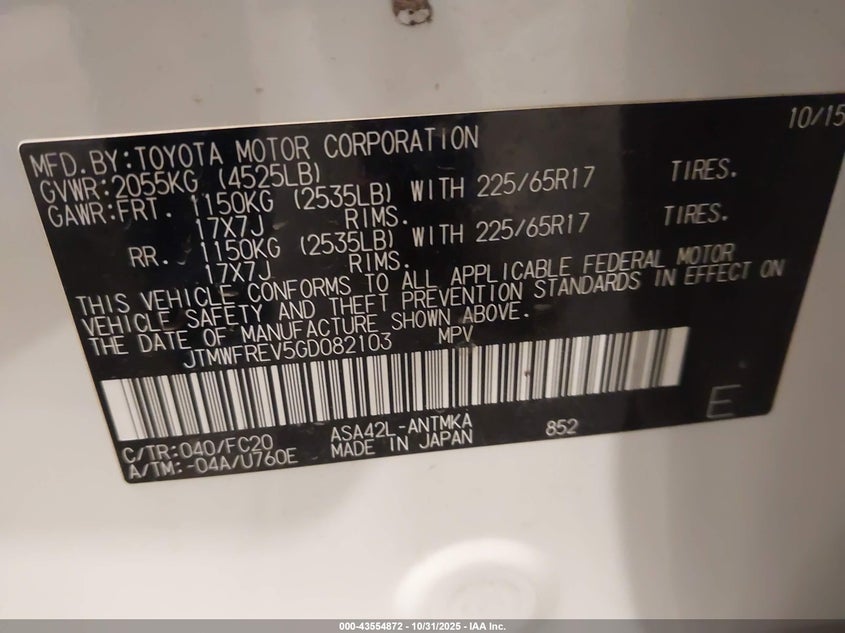 10/15
MFD.BY:TOYOTA MOTOR CORPORATION
GVWR:2055KG (4525LB)
GAWR:FRT. 1150KG (2535LB) WITH 225/65R17 TIRES.
17X7J RIMS.
RR. 1150KG (2535LB) WITH 225/65R17 TIRES.
17X7J RIMS.
THIS VEHICLE CONFORMS TO ALL APPLICABLE FEDERAL MOTOR
VEHICLE SAFETY AND THEFT PREVENTION STANDARDS IN EFFECT ON
THE DATE OF MANUFACTURE SHOWN ABOVE.
JTMWFREV5GD082103 MPV
C/TR:040/FC20 ASA42L-ANTMKA 852 E
A/TM:-04A/U760E MADE IN JAPAN
000-43554872 - 10/31/2025 - IAA Inc.